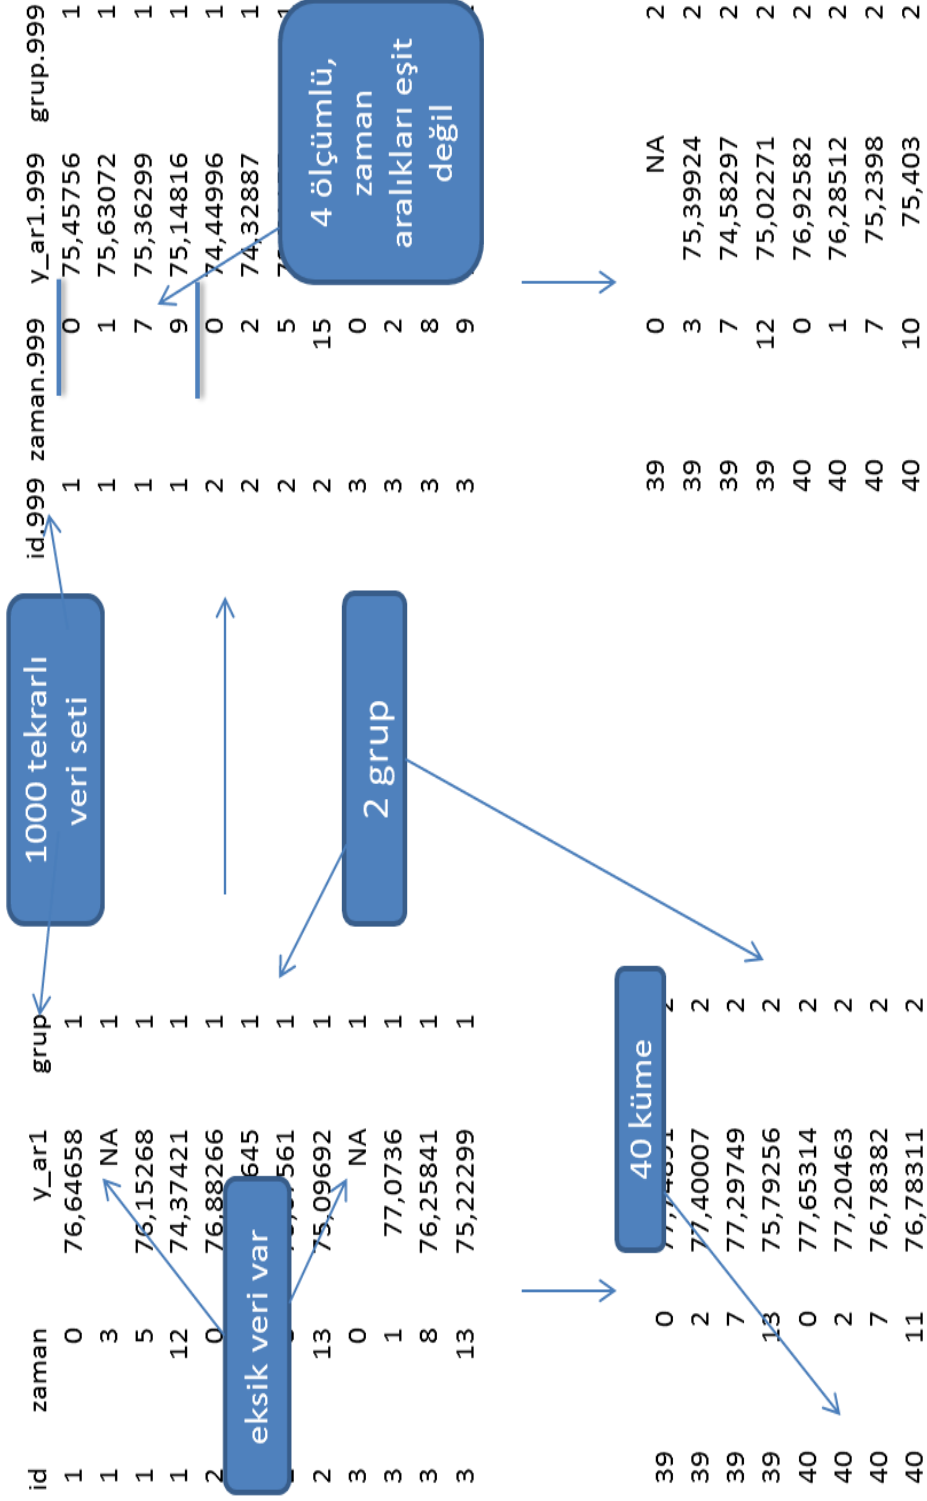 1000 tekrarlı
veri seti
id zaman y_ar1 grup
1 0 76,64658 1
1 3 NA 1
1 5 76,15268 1
1 12 74,37421 1
2 0 76,88266 1
645 1
561 1
2 13 75,09692 1
3 0 NA 1
3 1 77,0736 1
3 8 76,25841 1
3 13 75,22299 1
eksik veri var
2 grup
id.999 zaman.999 y_ar1.999 grup.999
1 0 75,45756 1
1 1 75,63072 1
1 7 75,36299 1
1 9 75,14816 1
2 0 74,44996 1
2 2 74,32887 1
2 5
2 15
3 0
3 2
3 8
3 9
4 ölçümlü,
zaman
aralıkları eşit
değil
40 küme
39 0 2
39 2 77,40007 2
39 7 77,29749 2
39 13 75,79256 2
40 0 77,65314 2
40 2 77,20463 2
40 7 76,78382 2
40 11 76,78311 2
39 0 NA 2
39 3 75,39924 2
39 7 74,58297 2
39 12 75,02271 2
40 0 76,92582 2
40 1 76,28512 2
40 7 75,2398 2
40 10 75,403 2